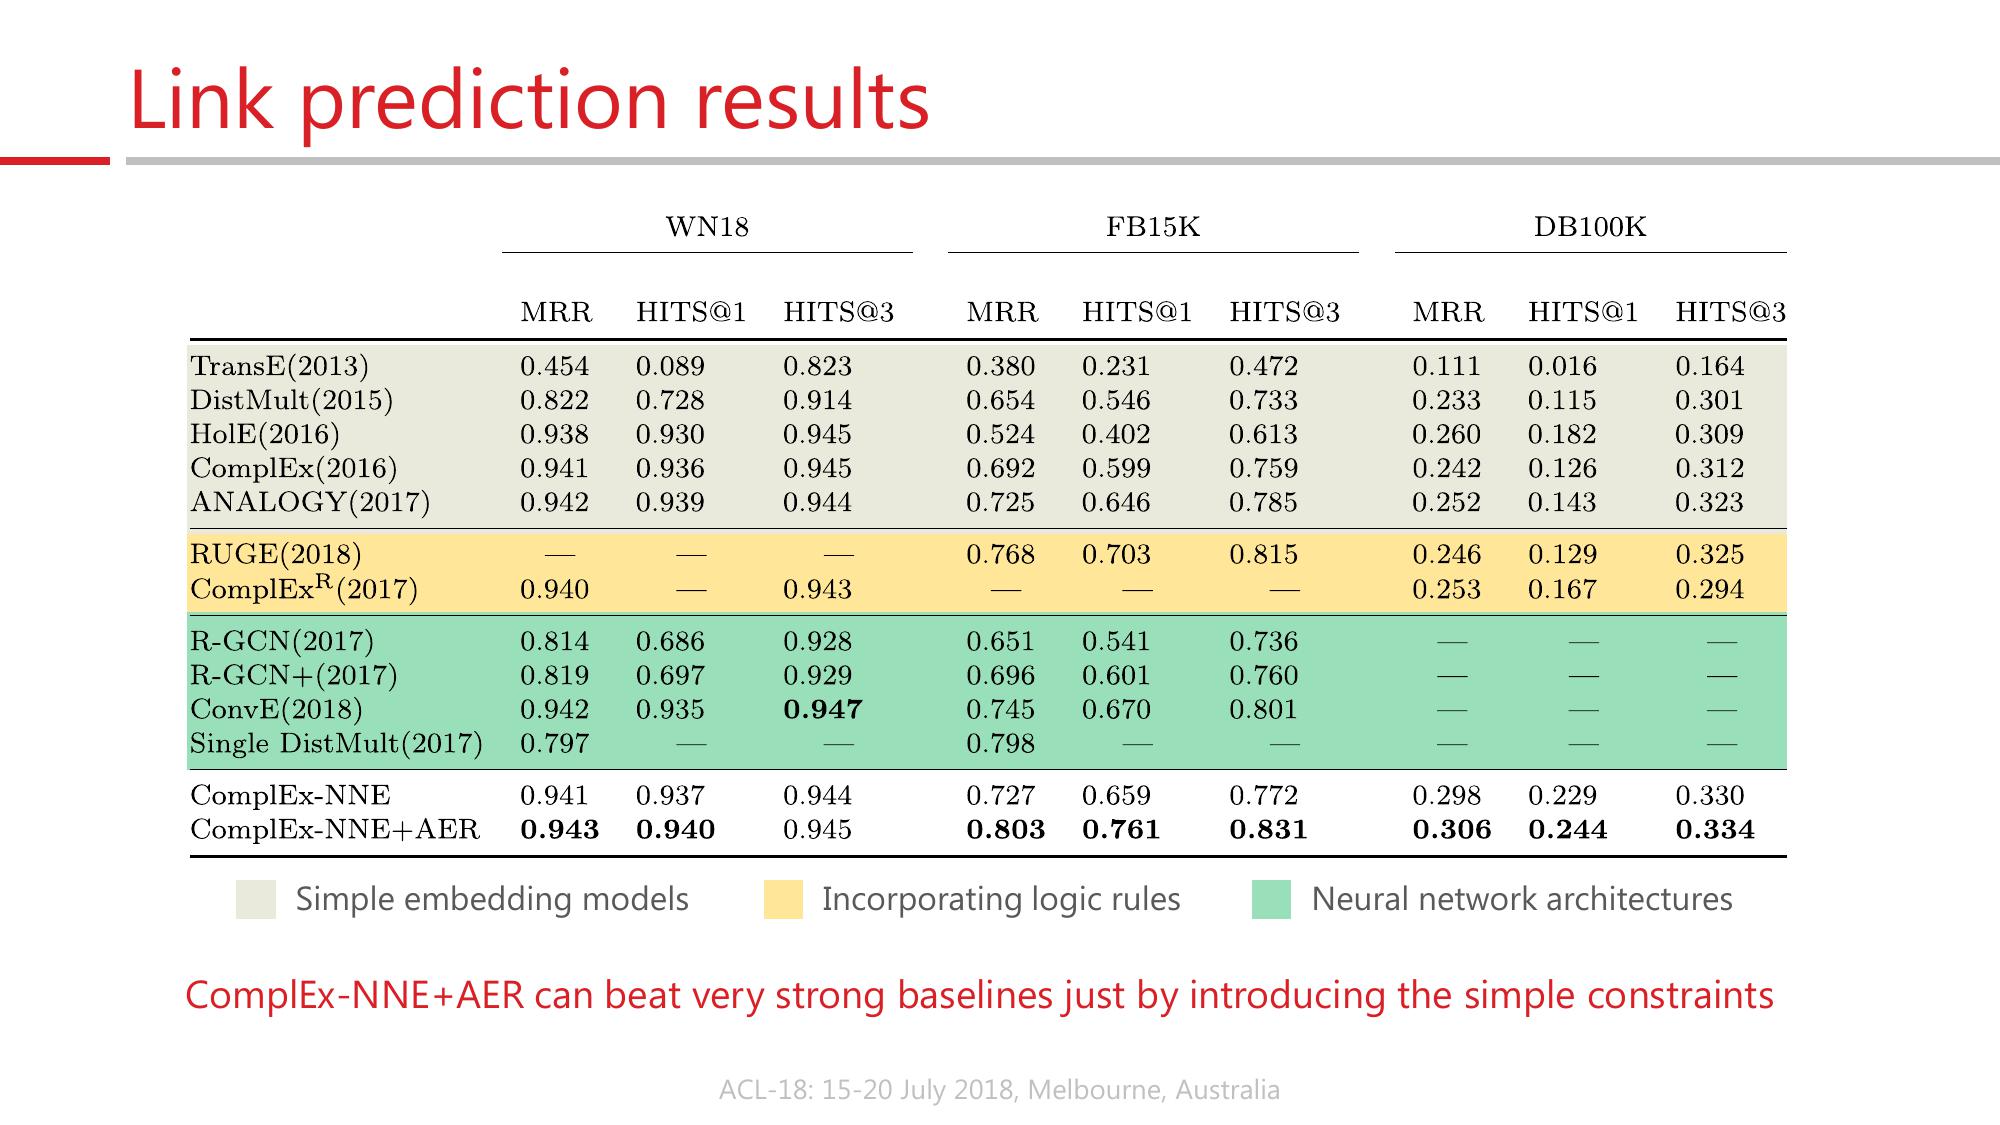 Link prediction results
WN18 FB15K DB100K
MRR HITS@1 HITS@3 MRR HITS@1 HITS@3 MRR HITS@1 HITS@3
TransE(2013) 0.454 0.089 0.823 0.380 0.231 0.472 0.111 0.016 0.164
DistMult(2015) 0.822 0.728 0.914 0.654 0.546 0.733 0.233 0.115 0.301
HolE(2016) 0.938 0.930 0.945 0.524 0.402 0.613 0.260 0.182 0.309
ComplEx(2016) 0.941 0.936 0.945 0.692 0.599 0.759 0.242 0.126 0.312
ANALOGY(2017) 0.942 0.939 0.944 0.725 0.646 0.785 0.252 0.143 0.323
RUGE(2018) — — — 0.768 0.703 0.815 0.246 0.129 0.325
ComplEx^R(2017) 0.940 — 0.943 — — — 0.253 0.167 0.294
R-GCN(2017) 0.814 0.686 0.928 0.651 0.541 0.736 — — —
R-GCN+(2017) 0.819 0.697 0.929 0.696 0.601 0.760 — — —
ConvE(2018) 0.942 0.935 0.947 0.745 0.670 0.801 — — —
Single DistMult(2017) 0.797 — — 0.798 — — — — —
ComplEx-NNE 0.941 0.937 0.944 0.727 0.659 0.772 0.298 0.229 0.330
ComplEx-NNE+AER 0.943 0.940 0.945 0.803 0.761 0.831 0.306 0.244 0.334
Simple embedding models Incorporating logic rules Neural network architectures
ComplEx-NNE+AER can beat very strong baselines just by introducing the simple constraints
ACL-18: 15-20 July 2018, Melbourne, Australia